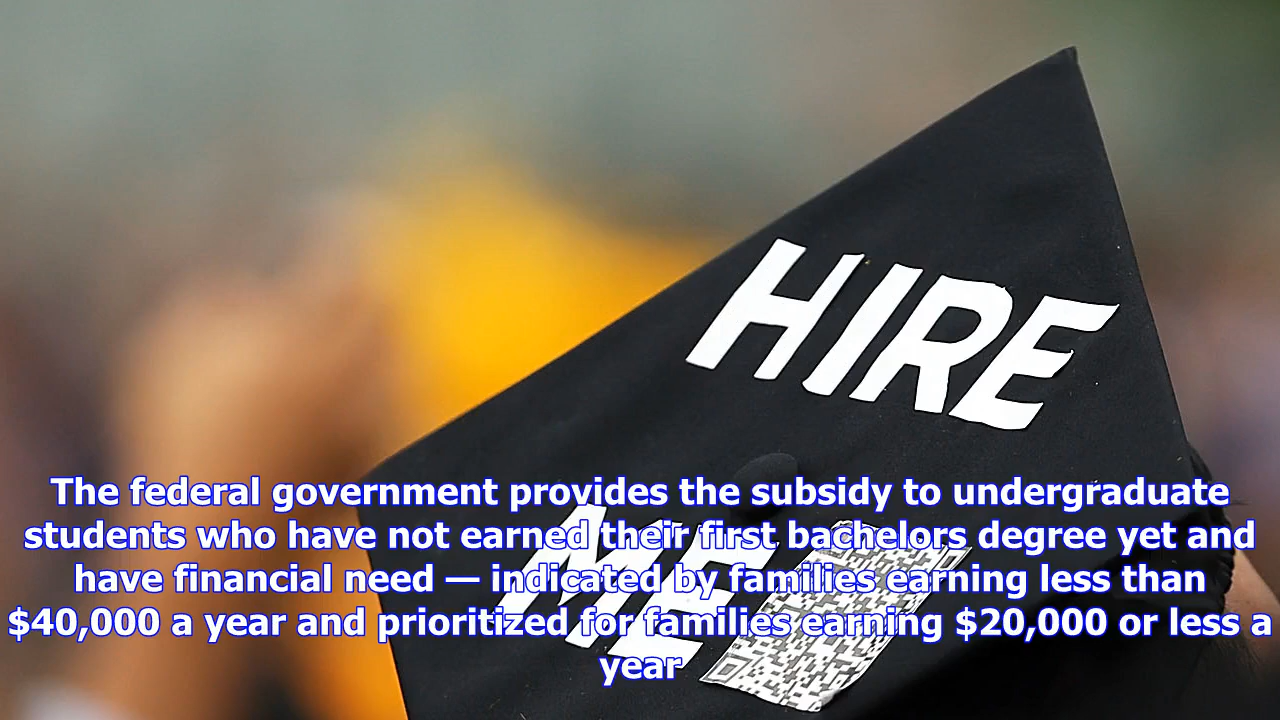 HIRE
ME
The federal government provides the subsidy to undergraduate
students who have not earned their first bachelors degree yet and
have financial need — indicated by families earning less than
$40,000 a year and prioritized for families earning $20,000 or less a
year